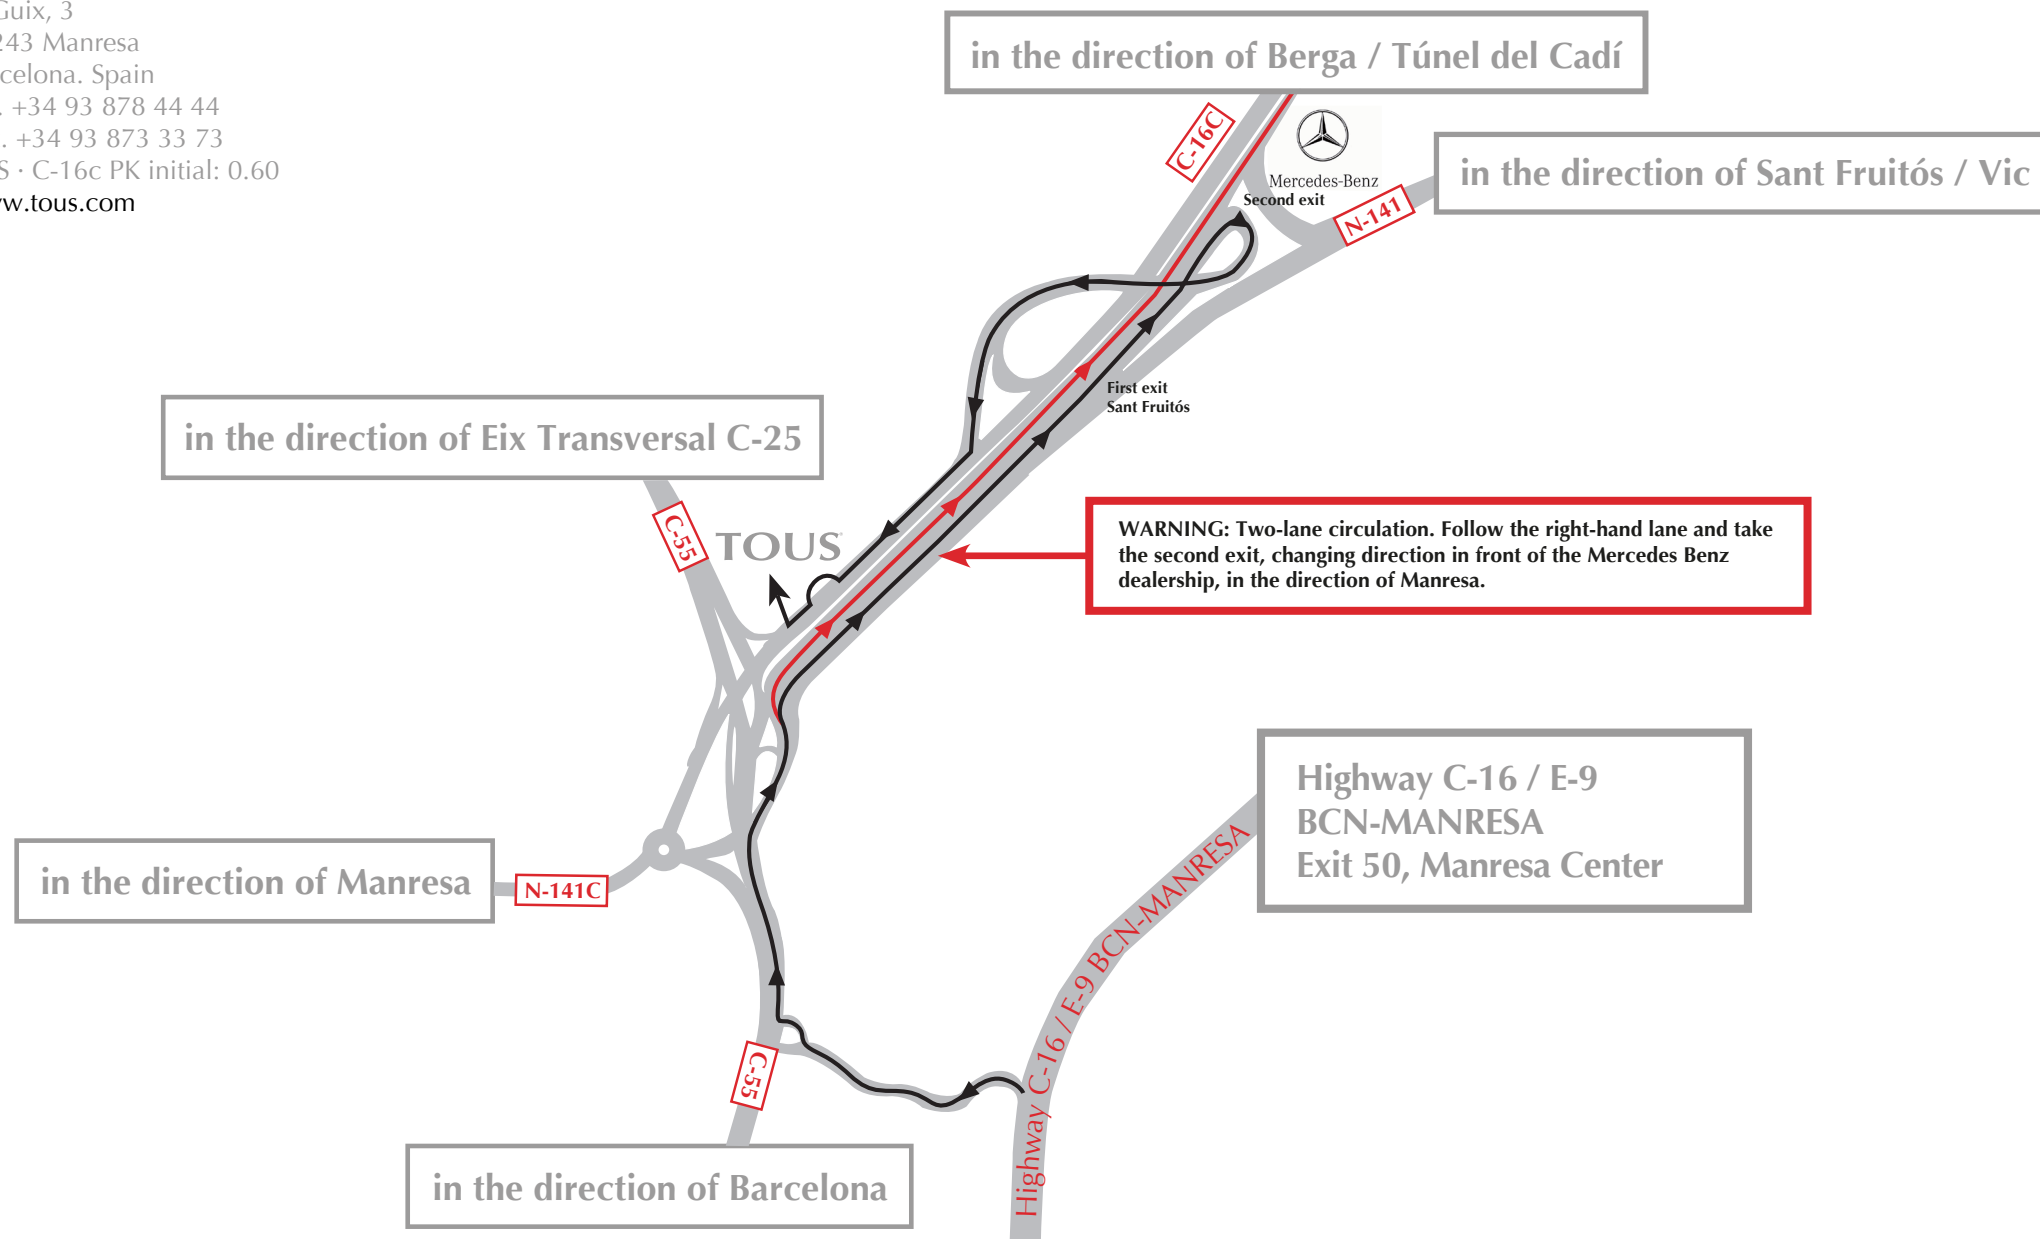 Guix, 3
243 Manresa
celona. Spain
. +34 93 878 44 44
. +34 93 873 33 73
S · C-16c PK initial: 0.60
w.tous.com
in the direction of Berga / Túnel del Cadí
C-16C
Mercedes-Benz
Second exit
in the direction of Sant Fruitós / Vic
N-141
First exit
Sant Fruitós
in the direction of Eix Transversal C-25
C-55
TOUS
WARNING: Two-lane circulation. Follow the right-hand lane and take
the second exit, changing direction in front of the Mercedes Benz
dealership, in the direction of Manresa.
Highway C-16 / E-9
BCN-MANRESA
Exit 50, Manresa Center
in the direction of Manresa
N-141C
Highway C-16 / E-9 BCN-MANRESA
C-55
in the direction of Barcelona